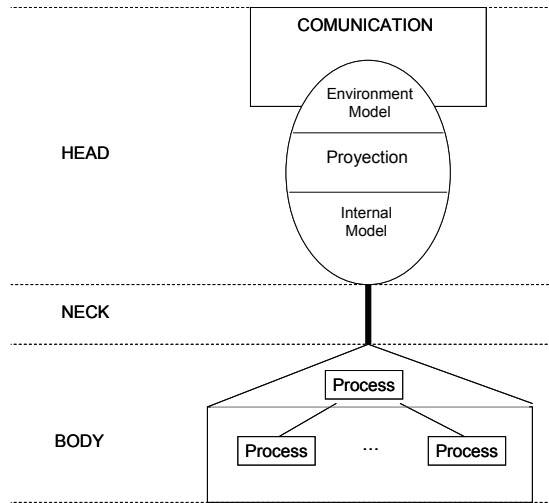 COMUNICATION
Environment
Model
HEAD
Proyection
Internal
Model
NECK
Process
BODY
Process
...
Process